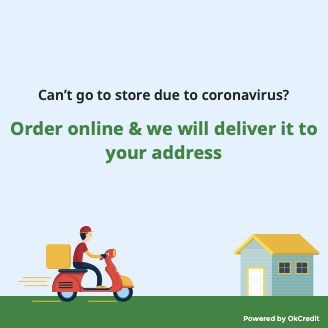 Can't go to store due to coronavirus?
Order online & we will deliver it to
your address
Powered by OkCredit